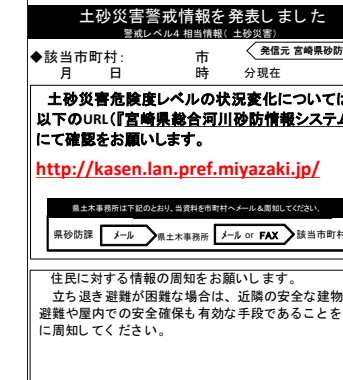 土砂災害警戒情報を発表しました
警戒レベル4 相当情報(土砂災害)
発信元 宮崎県砂防
◆該当市町村: 市
月 日 時 分現在
土砂災害危険度レベルの状況変化については
以下のURL(『宮崎県総合河川砂防情報システム
にて確認をお願いします。
http://kasen.lan.pref.miyazaki.jp/
県土木事務所は下記のとおり、当資料を市町村へメール&周知してください。
県砂防課 メール 県土木事務所 メール or FAX 該当市町村
住民に対する情報の周知をお願いします。
立ち退き避難が困難な場合は、近隣の安全な建物
避難や屋内での安全確保も有効な手段であることを
に周知してください。